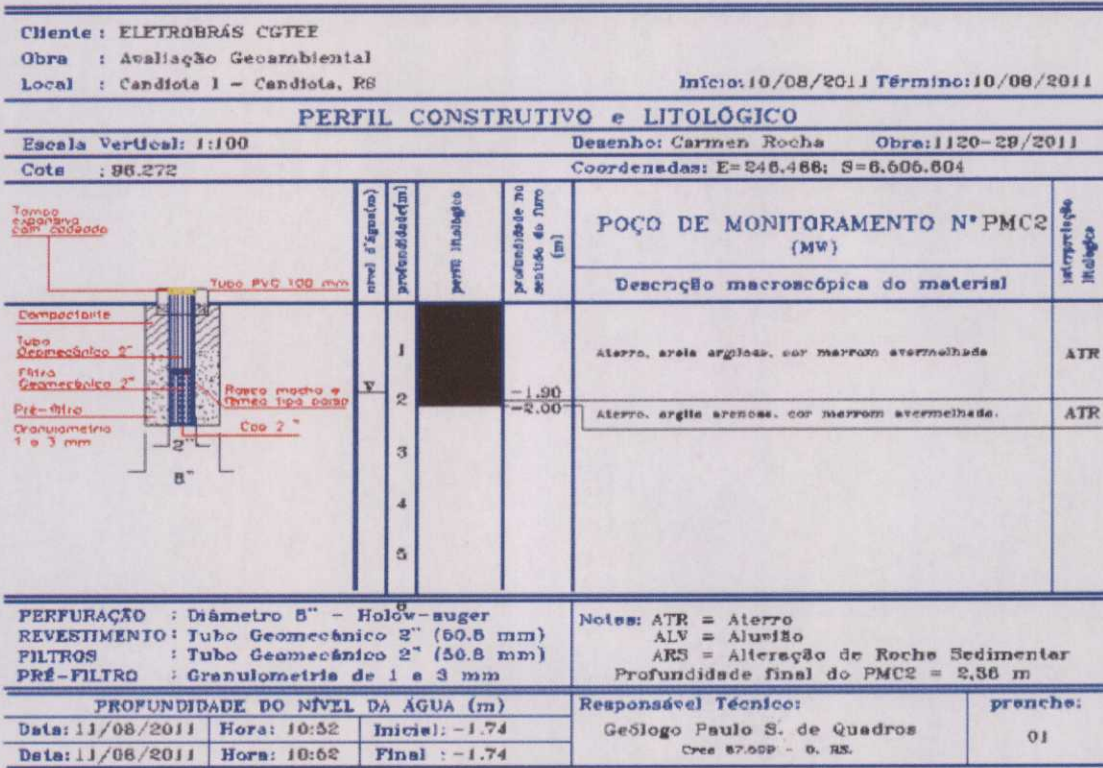 Cliente : ELETROBRÁS CGTEE
Obra : Avaliação Geoambiental
Local : Candiota I - Candiota, RS
Início: 10/08/2011 Término: 10/08/2011
PERFIL CONSTRUTIVO e LITOLÓGICO
Escala Vertical: 1:100
Desenho: Carmen Rocha
Obra: 1120-29/2011
Cota : 96.272
Coordenadas: E=246.466; S=6.606.604
Tampa expansiva com cadeado
Tubo PVC 100 mm
Compactante
Tubo Geomecânico 2"
Filtro Geomecânico 2"
Pré-filtro
Granulometria 1 a 3 mm
Rosca macho e fêmea tipo
Cap 2 "
2"
8"
nível d'água(m)
profundidade(m)
1
2
3
4
5
6
perfil litológico
profundidade no sentido do furo (m)
-1.90
-2.00
POÇO DE MONITORAMENTO N° PMC2
(MW)
Descrição macroscópica do material
interpretação litológica
Aterro, areia argilosa, cor marrom avermelhada
ATR
Aterro, argila arenosa, cor marrom avermelhada.
ATR
PERFURAÇÃO : Diâmetro 8" - Holow-auger
REVESTIMENTO : Tubo Geomecânico 2" (50.8 mm)
FILTROS : Tubo Geomecânico 2" (50.8 mm)
PRÉ-FILTRO : Granulometria de 1 a 3 mm
Notas: ATR = Aterro
ALV = Aluvião
ARS = Alteração de Rocha Sedimentar
Profundidade final do PMC2 = 2,36 m
PROFUNDIDADE DO NÍVEL DA ÁGUA (m)
Data: 11/08/2011 Hora: 10:52 Inicial: -1.74
Data: 11/08/2011 Hora: 10:52 Final : -1.74
Responsável Técnico:
Geólogo Paulo S. de Quadros
prancha:
01